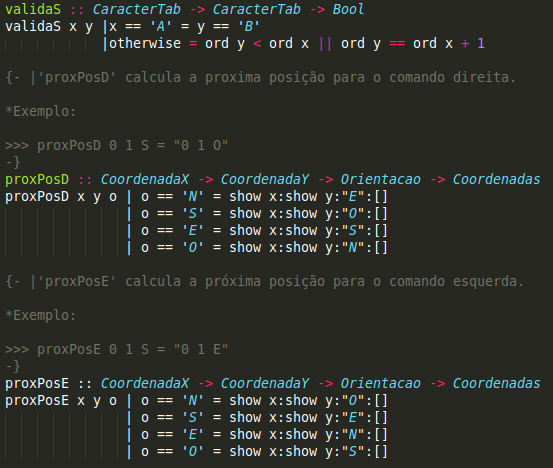 validaS :: CaracterTab -> CaracterTab -> Bool
validaS x y |x == 'A' = y == 'B'
            |otherwise = ord y < ord x || ord y == ord x + 1

{- |'proxPosD' calcula a proxima posição para o comando direita.

*Exemplo:

>>> proxPosD 0 1 S = "0 1 O"
-}
proxPosD :: CoordenadaX -> CoordenadaY -> Orientacao -> Coordenadas
proxPosD x y o | o == 'N' = show x:show y:"E":[]
               | o == 'S' = show x:show y:"O":[]
               | o == 'E' = show x:show y:"S":[]
               | o == 'O' = show x:show y:"N":[]

{- |'proxPosE' calcula a próxima posição para o comando esquerda.

*Exemplo:

>>> proxPosE 0 1 S = "0 1 E"
-}
proxPosE :: CoordenadaX -> CoordenadaY -> Orientacao -> Coordenadas
proxPosE x y o | o == 'N' = show x:show y:"O":[]
               | o == 'S' = show x:show y:"E":[]
               | o == 'E' = show x:show y:"N":[]
               | o == 'O' = show x:show y:"S":[]